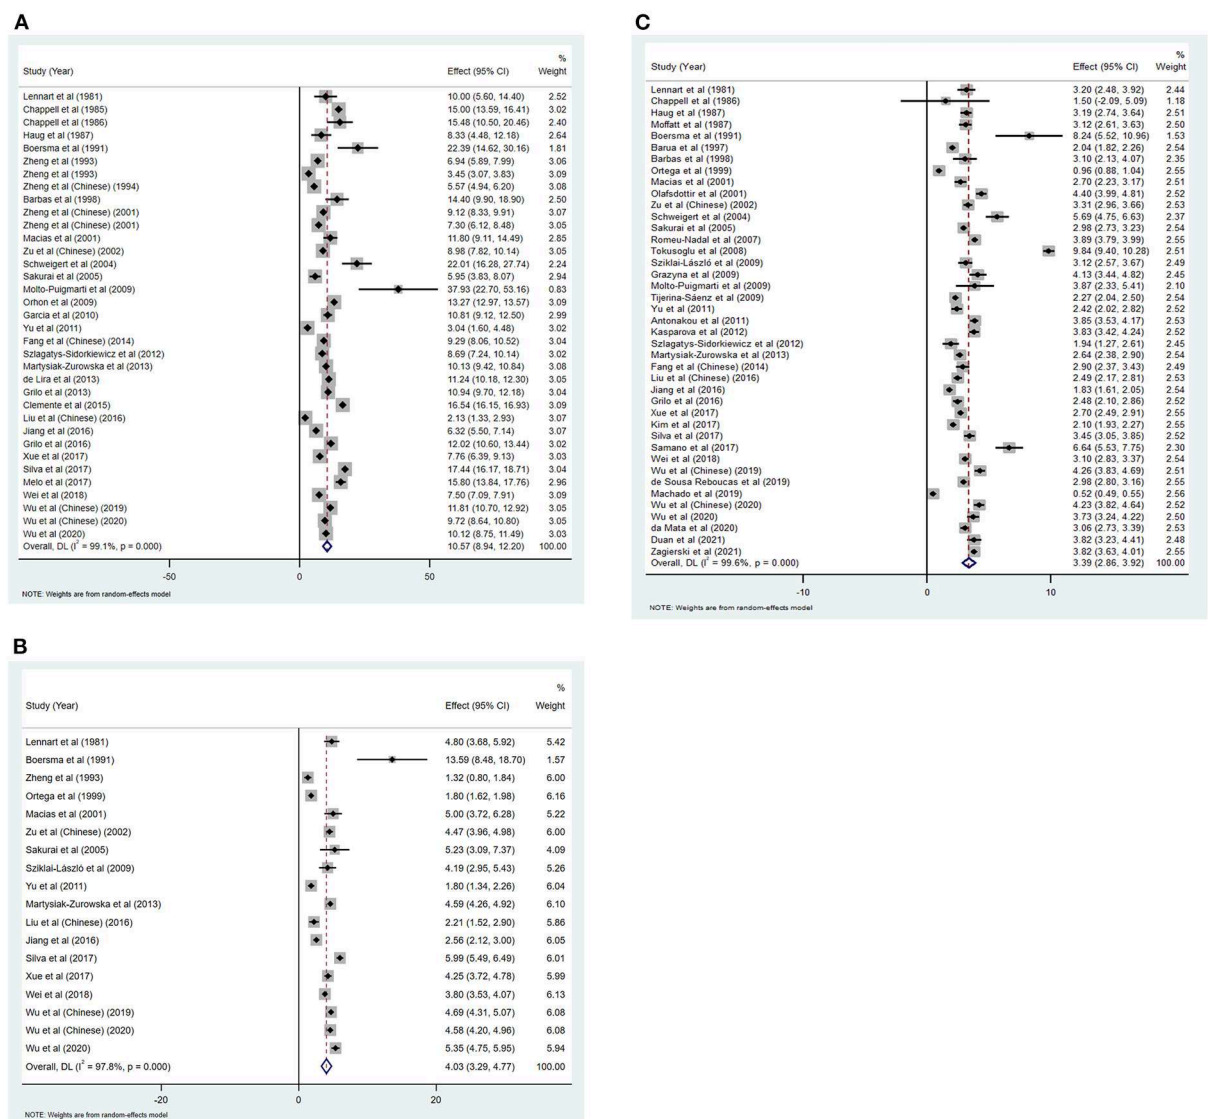 A
%
Study (Year) Effect (95% CI) Weight
Lennart et al (1981) 10.00 (5.60, 14.40) 2.52
Chappell et al (1985) 15.00 (13.59, 16.41) 3.02
Chappell et al (1986) 15.48 (10.50, 20.46) 2.40
Haug et al (1987) 8.33 (4.48, 12.18) 2.64
Boersma et al (1991) 22.39 (14.62, 30.16) 1.81
Zheng et al (1993) 6.94 (5.89, 7.99) 3.06
Zheng et al (1993) 3.45 (3.07, 3.83) 3.09
Zheng et al (Chinese) (1994) 5.57 (4.94, 6.20) 3.08
Barbas et al (1998) 14.40 (9.90, 18.90) 2.50
Zheng et al (Chinese) (2001) 9.12 (8.33, 9.91) 3.07
Zheng et al (Chinese) (2001) 7.30 (6.12, 8.48) 3.05
Macias et al (2001) 11.80 (9.11, 14.49) 2.85
Zu et al (Chinese) (2002) 8.98 (7.82, 10.14) 3.05
Schweigert et al (2004) 22.01 (16.28, 27.74) 2.24
Sakurai et al (2005) 5.95 (3.83, 8.07) 2.94
Molto-Puigmarti et al (2009) 37.93 (22.70, 53.16) 0.83
Orhon et al (2009) 13.27 (12.97, 13.57) 3.09
Garcia et al (2010) 10.81 (9.12, 12.50) 2.99
Yu et al (2011) 3.04 (1.60, 4.48) 3.02
Fang et al (Chinese) (2014) 9.29 (8.06, 10.52) 3.04
Szlagatys-Sidorkiewicz et al (2012) 8.69 (7.24, 10.14) 3.02
Martysiak-Zurowska et al (2013) 10.13 (9.42, 10.84) 3.08
de Lira et al (2013) 11.24 (10.18, 12.30) 3.05
Grilo et al (2013) 10.94 (9.70, 12.18) 3.04
Clemente et al (2015) 16.54 (16.15, 16.93) 3.09
Liu et al (Chinese) (2016) 2.13 (1.33, 2.93) 3.07
Jiang et al (2016) 6.32 (5.50, 7.14) 3.07
Grilo et al (2016) 12.02 (10.60, 13.44) 3.02
Xue et al (2017) 7.76 (6.39, 9.13) 3.03
Silva et al (2017) 17.44 (16.17, 18.71) 3.04
Melo et al (2017) 15.80 (13.84, 17.76) 2.96
Wei et al (2018) 7.50 (7.09, 7.91) 3.09
Wu et al (Chinese) (2019) 11.81 (10.70, 12.92) 3.05
Wu et al (Chinese) (2020) 9.72 (8.64, 10.80) 3.05
Wu et al (2020) 10.12 (8.75, 11.49) 3.03
Overall, DL (I² = 99.1%, p = 0.000) 10.57 (8.94, 12.20) 100.00
-50 0 50
NOTE: Weights are from random-effects model
B
%
Study (Year) Effect (95% CI) Weight
Lennart et al (1981) 4.80 (3.68, 5.92) 5.42
Boersma et al (1991) 13.59 (8.48, 18.70) 1.57
Zheng et al (1993) 1.32 (0.80, 1.84) 6.00
Ortega et al (1999) 1.80 (1.62, 1.98) 6.16
Macias et al (2001) 5.00 (3.72, 6.28) 5.22
Zu et al (Chinese) (2002) 4.47 (3.96, 4.98) 6.00
Sakurai et al (2005) 5.23 (3.09, 7.37) 4.09
Sziklai-László et al (2009) 4.19 (2.95, 5.43) 5.26
Yu et al (2011) 1.80 (1.34, 2.26) 6.04
Martysiak-Zurowska et al (2013) 4.59 (4.26, 4.92) 6.10
Liu et al (Chinese) (2016) 2.21 (1.52, 2.90) 5.86
Jiang et al (2016) 2.56 (2.12, 3.00) 6.05
Silva et al (2017) 5.99 (5.49, 6.49) 6.01
Xue et al (2017) 4.25 (3.72, 4.78) 5.99
Wei et al (2018) 3.80 (3.53, 4.07) 6.13
Wu et al (Chinese) (2019) 4.69 (4.31, 5.07) 6.08
Wu et al (Chinese) (2020) 4.58 (4.20, 4.96) 6.08
Wu et al (2020) 5.35 (4.75, 5.95) 5.94
Overall, DL (I² = 97.8%, p = 0.000) 4.03 (3.29, 4.77) 100.00
-20 0 20
NOTE: Weights are from random-effects model
C
%
Study (Year) Effect (95% CI) Weight
Lennart et al (1981) 3.20 (2.48, 3.92) 2.44
Chappell et al (1986) 1.50 (-2.09, 5.09) 1.18
Haug et al (1987) 3.19 (2.74, 3.64) 2.51
Moffatt et al (1987) 3.12 (2.61, 3.63) 2.50
Boersma et al (1991) 8.24 (5.52, 10.96) 1.53
Barua et al (1997) 2.04 (1.82, 2.26) 2.54
Barbas et al (1998) 3.10 (2.13, 4.07) 2.35
Ortega et al (1999) 0.96 (0.88, 1.04) 2.55
Macias et al (2001) 2.70 (2.23, 3.17) 2.51
Olafsdottir et al (2001) 4.40 (3.99, 4.81) 2.52
Zu et al (Chinese) (2002) 3.31 (2.96, 3.66) 2.53
Schweigert et al (2004) 5.69 (4.75, 6.63) 2.37
Sakurai et al (2005) 2.98 (2.73, 3.23) 2.54
Romeu-Nadal et al (2007) 3.89 (3.79, 3.99) 2.55
Tokusoglu et al (2008) 9.84 (9.40, 10.28) 2.51
Sziklai-László et al (2009) 3.12 (2.57, 3.67) 2.49
Grazyna et al (2009) 4.13 (3.44, 4.82) 2.45
Molto-Puigmarti et al (2009) 3.87 (2.33, 5.41) 2.10
Tijerina-Sáenz et al (2009) 2.27 (2.04, 2.50) 2.54
Yu et al (2011) 2.42 (2.02, 2.82) 2.52
Antonakou et al (2011) 3.85 (3.53, 4.17) 2.53
Kasparova et al (2012) 3.83 (3.42, 4.24) 2.52
Szlagatys-Sidorkiewicz et al (2012) 1.94 (1.27, 2.61) 2.45
Martysiak-Zurowska et al (2013) 2.64 (2.38, 2.90) 2.54
Fang et al (Chinese) (2014) 2.90 (2.37, 3.43) 2.49
Liu et al (Chinese) (2016) 2.49 (2.17, 2.81) 2.53
Jiang et al (2016) 1.83 (1.61, 2.05) 2.54
Grilo et al (2016) 2.48 (2.10, 2.86) 2.52
Xue et al (2017) 2.70 (2.49, 2.91) 2.55
Kim et al (2017) 2.10 (1.93, 2.27) 2.55
Silva et al (2017) 3.45 (3.05, 3.85) 2.52
Samano et al (2017) 6.64 (5.53, 7.75) 2.30
Wei et al (2018) 3.10 (2.83, 3.37) 2.54
Wu et al (Chinese) (2019) 4.26 (3.83, 4.69) 2.51
de Sousa Reboucas et al (2019) 2.98 (2.80, 3.16) 2.55
Machado et al (2019) 0.52 (0.49, 0.55) 2.56
Wu et al (Chinese) (2020) 4.23 (3.82, 4.64) 2.52
Wu et al (2020) 3.73 (3.24, 4.22) 2.50
da Mata et al (2020) 3.06 (2.73, 3.39) 2.53
Duan et al (2021) 3.82 (3.23, 4.41) 2.48
Zagierski et al (2021) 3.82 (3.63, 4.01) 2.55
Overall, DL (I² = 99.6%, p = 0.000) 3.39 (2.86, 3.92) 100.00
-10 0 10
NOTE: Weights are from random-effects model